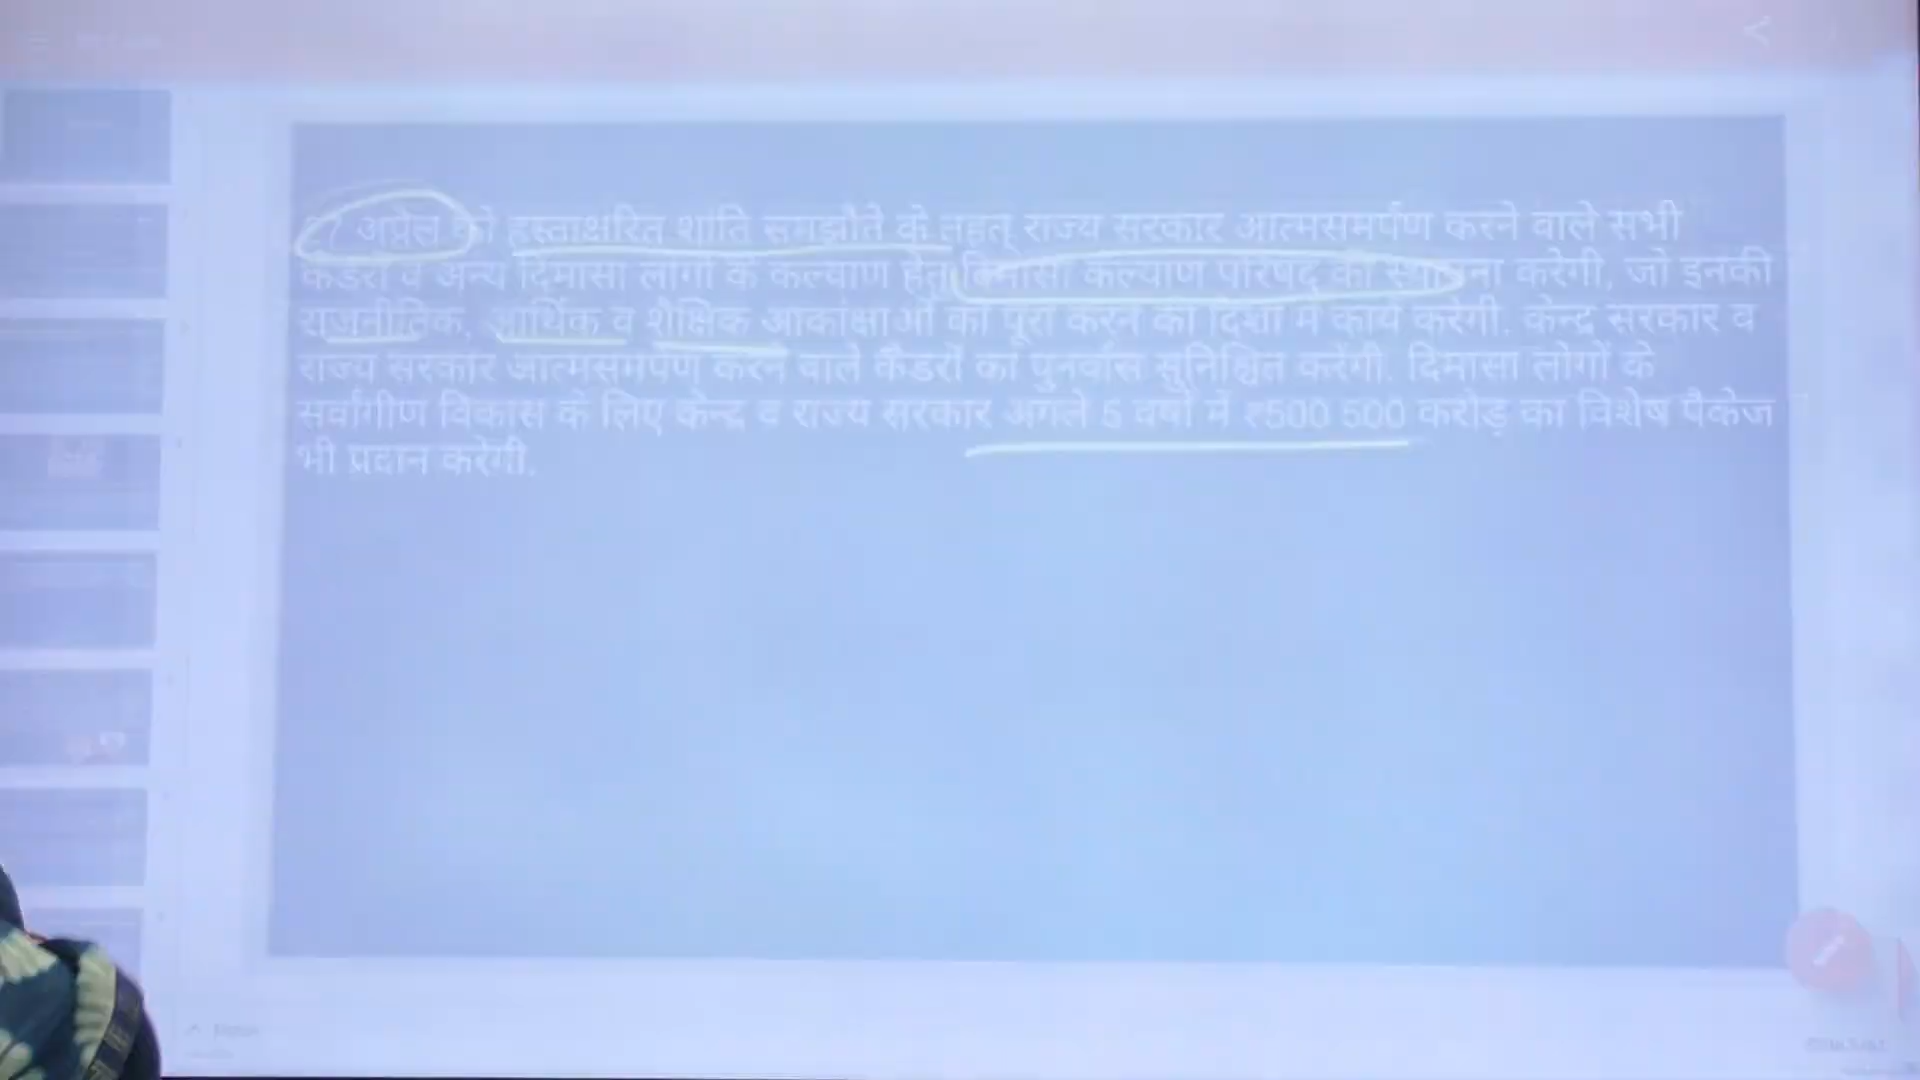 27 अप्रैल को हस्ताक्षरित शांति समझौते के तहत् राज्य सरकार आत्मसमर्पण करने वाले सभी
कैडरों व अन्य दिमासा लोगों के कल्याण हेतु दिमासा कल्याण परिषद की स्थापना करेगी, जो इनकी
राजनीतिक, आर्थिक व शैक्षिक आकांक्षाओं को पूरा करने की दिशा में कार्य करेगी. केन्द्र सरकार व
राज्य सरकार आत्मसमर्पण करने वाले कैडरों का पुनर्वास सुनिश्चित करेंगी. दिमासा लोगों के
सर्वांगीण विकास के लिए केन्द्र व राज्य सरकार अगले 5 वर्षों में ₹500 500 करोड़ का विशेष पैकेज
भी प्रदान करेगी.